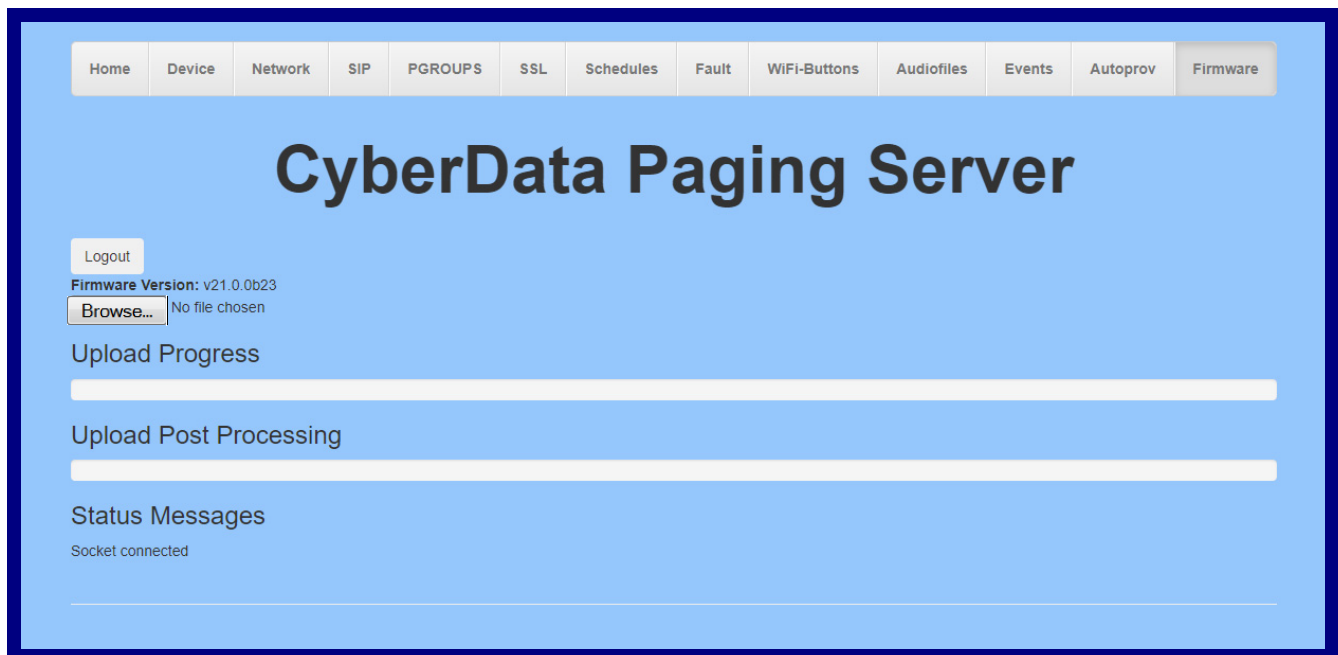 Home Device Network SIP PGROUPS SSL Schedules Fault WiFi-Buttons Audiofiles Events Autoprov Firmware
CyberData Paging Server
Logout
Firmware Version: v21.0.0b23
Browse... No file chosen
Upload Progress
Upload Post Processing
Status Messages
Socket connected